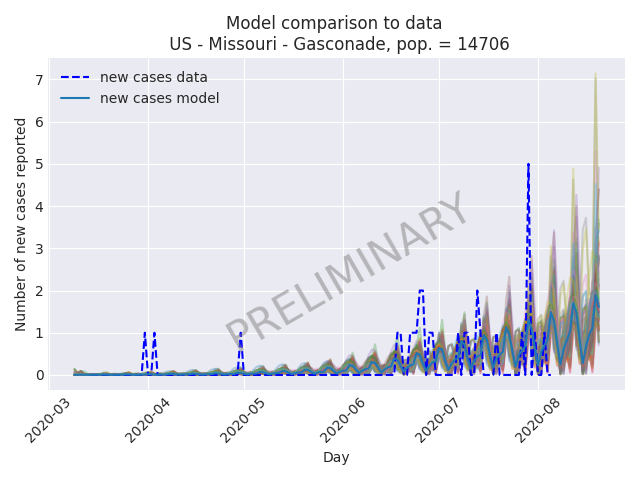 Model comparison to data
US - Missouri - Gasconade, pop. = 14706
new cases data
new cases model
PRELIMINARY
Number of new cases reported
7
6
5
4
3
2
1
0
2020-03
2020-04
2020-05
2020-06
2020-07
2020-08
Day